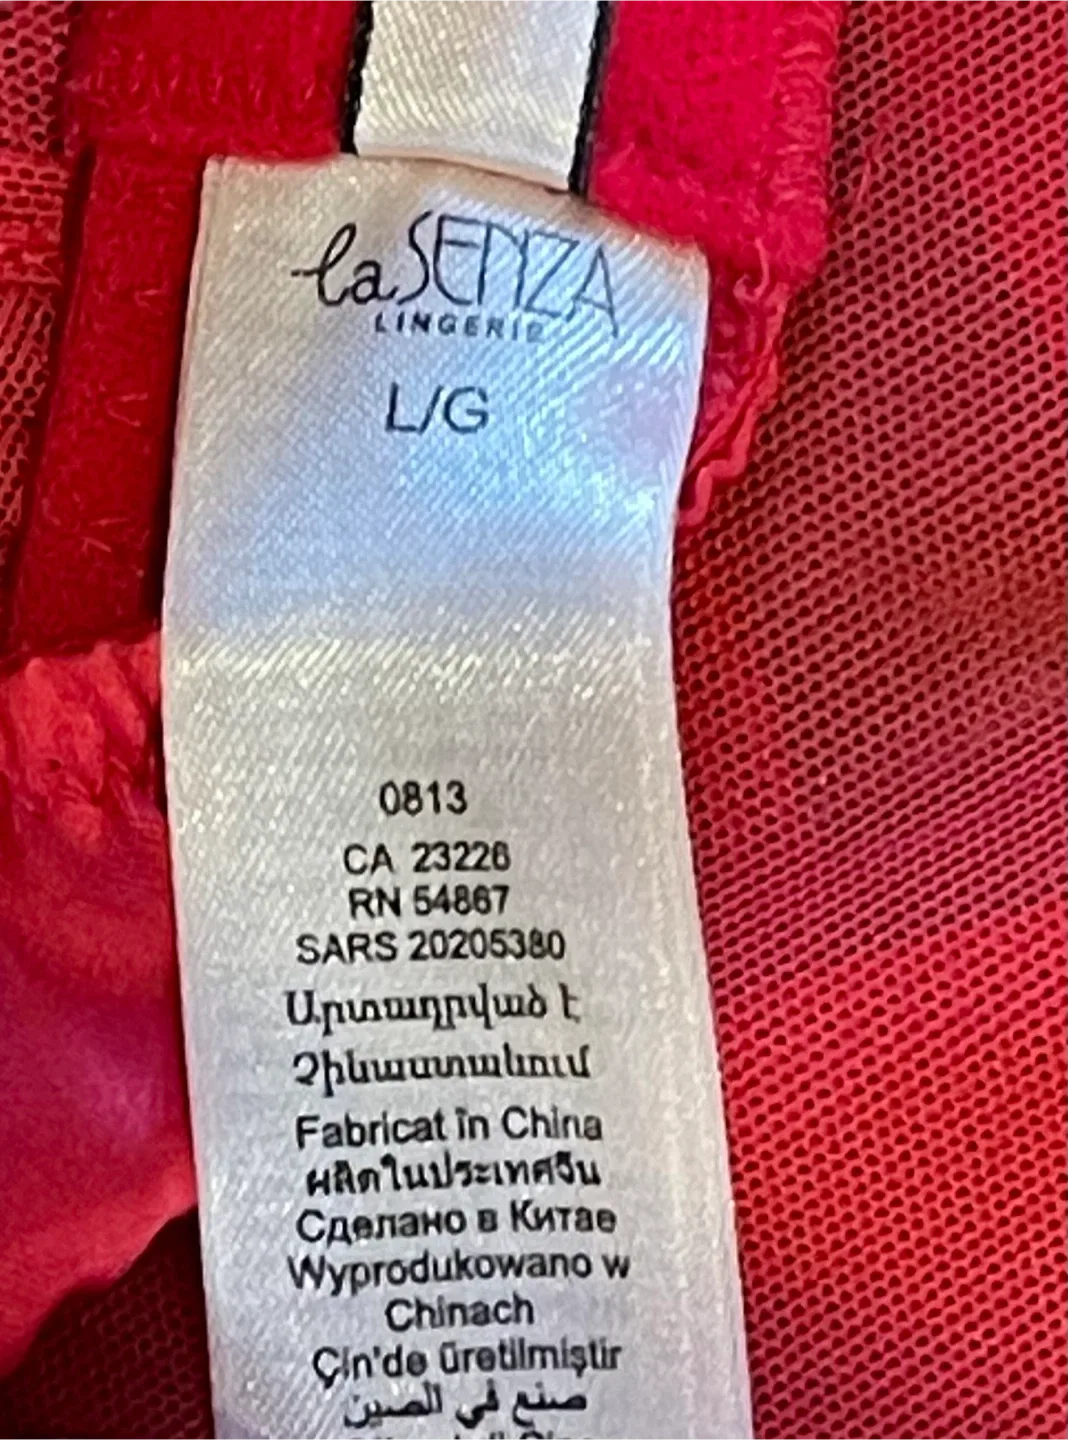 la SENZA
LINGERIE
L/G
0813
CA 23226
RN 54867
SARS 20205380
Արտադրված է
Չինաստանում
Fabricat în China
ผลิตในประเทศจีน
Сделано в Китае
Wyprodukowano w
Chinach
Çin'de üretilmiştir
صنع في الصين